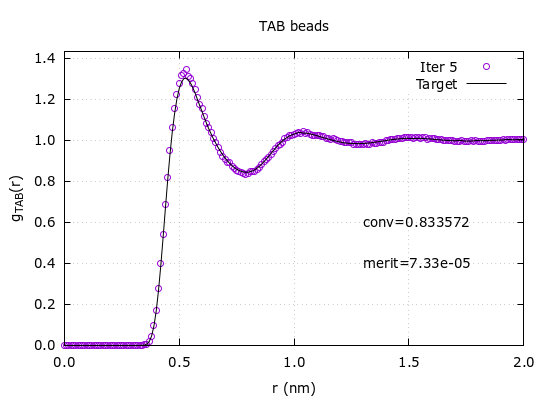 TAB beads
1.4
1.2
1.0
0.8
0.6
0.4
0.2
0.0
gTAB(r)
Iter 5
Target
conv=0.833572
merit=7.33e-05
0.0 0.5 1.0 1.5 2.0
r (nm)